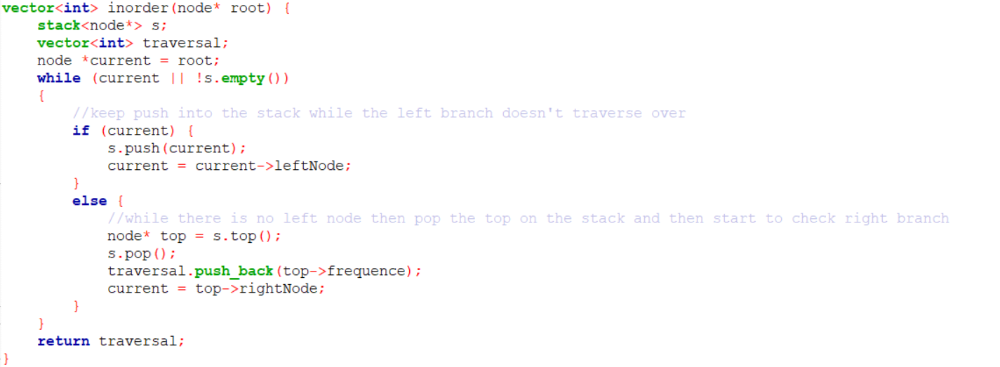 vector<int> inorder(node* root) {
    stack<node*> s;
    vector<int> traversal;
    node *current = root;
    while (current || !s.empty())
    {
        //keep push into the stack while the left branch doesn't traverse over
        if (current) {
            s.push(current);
            current = current->leftNode;
        }
        else {
            //while there is no left node then pop the top on the stack and then start to check right branch
            node* top = s.top();
            s.pop();
            traversal.push_back(top->frequence);
            current = top->rightNode;
        }
    }
    return traversal;
}